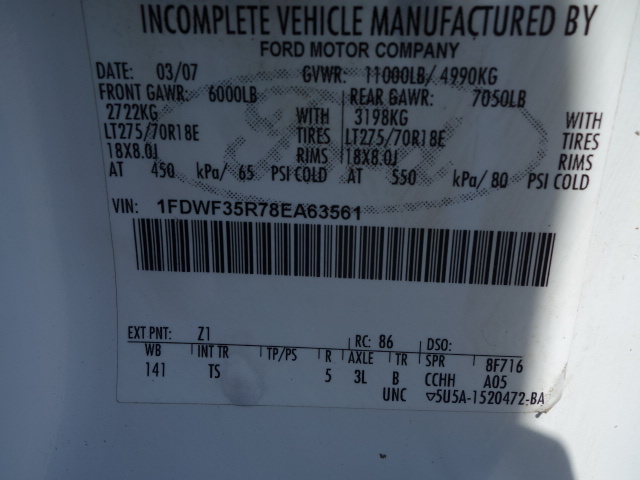 INCOMPLETE VEHICLE MANUFACTURED BY
FORD MOTOR COMPANY
DATE: 03/07 GVWR: 11000LB/ 4990KG
FRONT GAWR: 6000LB REAR GAWR: 7050LB
2722KG WITH 3198KG WITH
LT275/70R18E TIRES LT275/70R18E TIRES
18X8.0J RIMS 18X8.0J RIMS
AT 450 kPa/ 65 PSI COLD AT 550 kPa/ 80 PSI COLD
VIN: 1FDWF35R78EA63561
EXT PNT: Z1 RC: 86 DSO:
WB INT TR TP/PS R AXLE TR SPR 8F716
141 TS 5 3L B CCHH A05
UNC ▽5U5A-1520472-BA